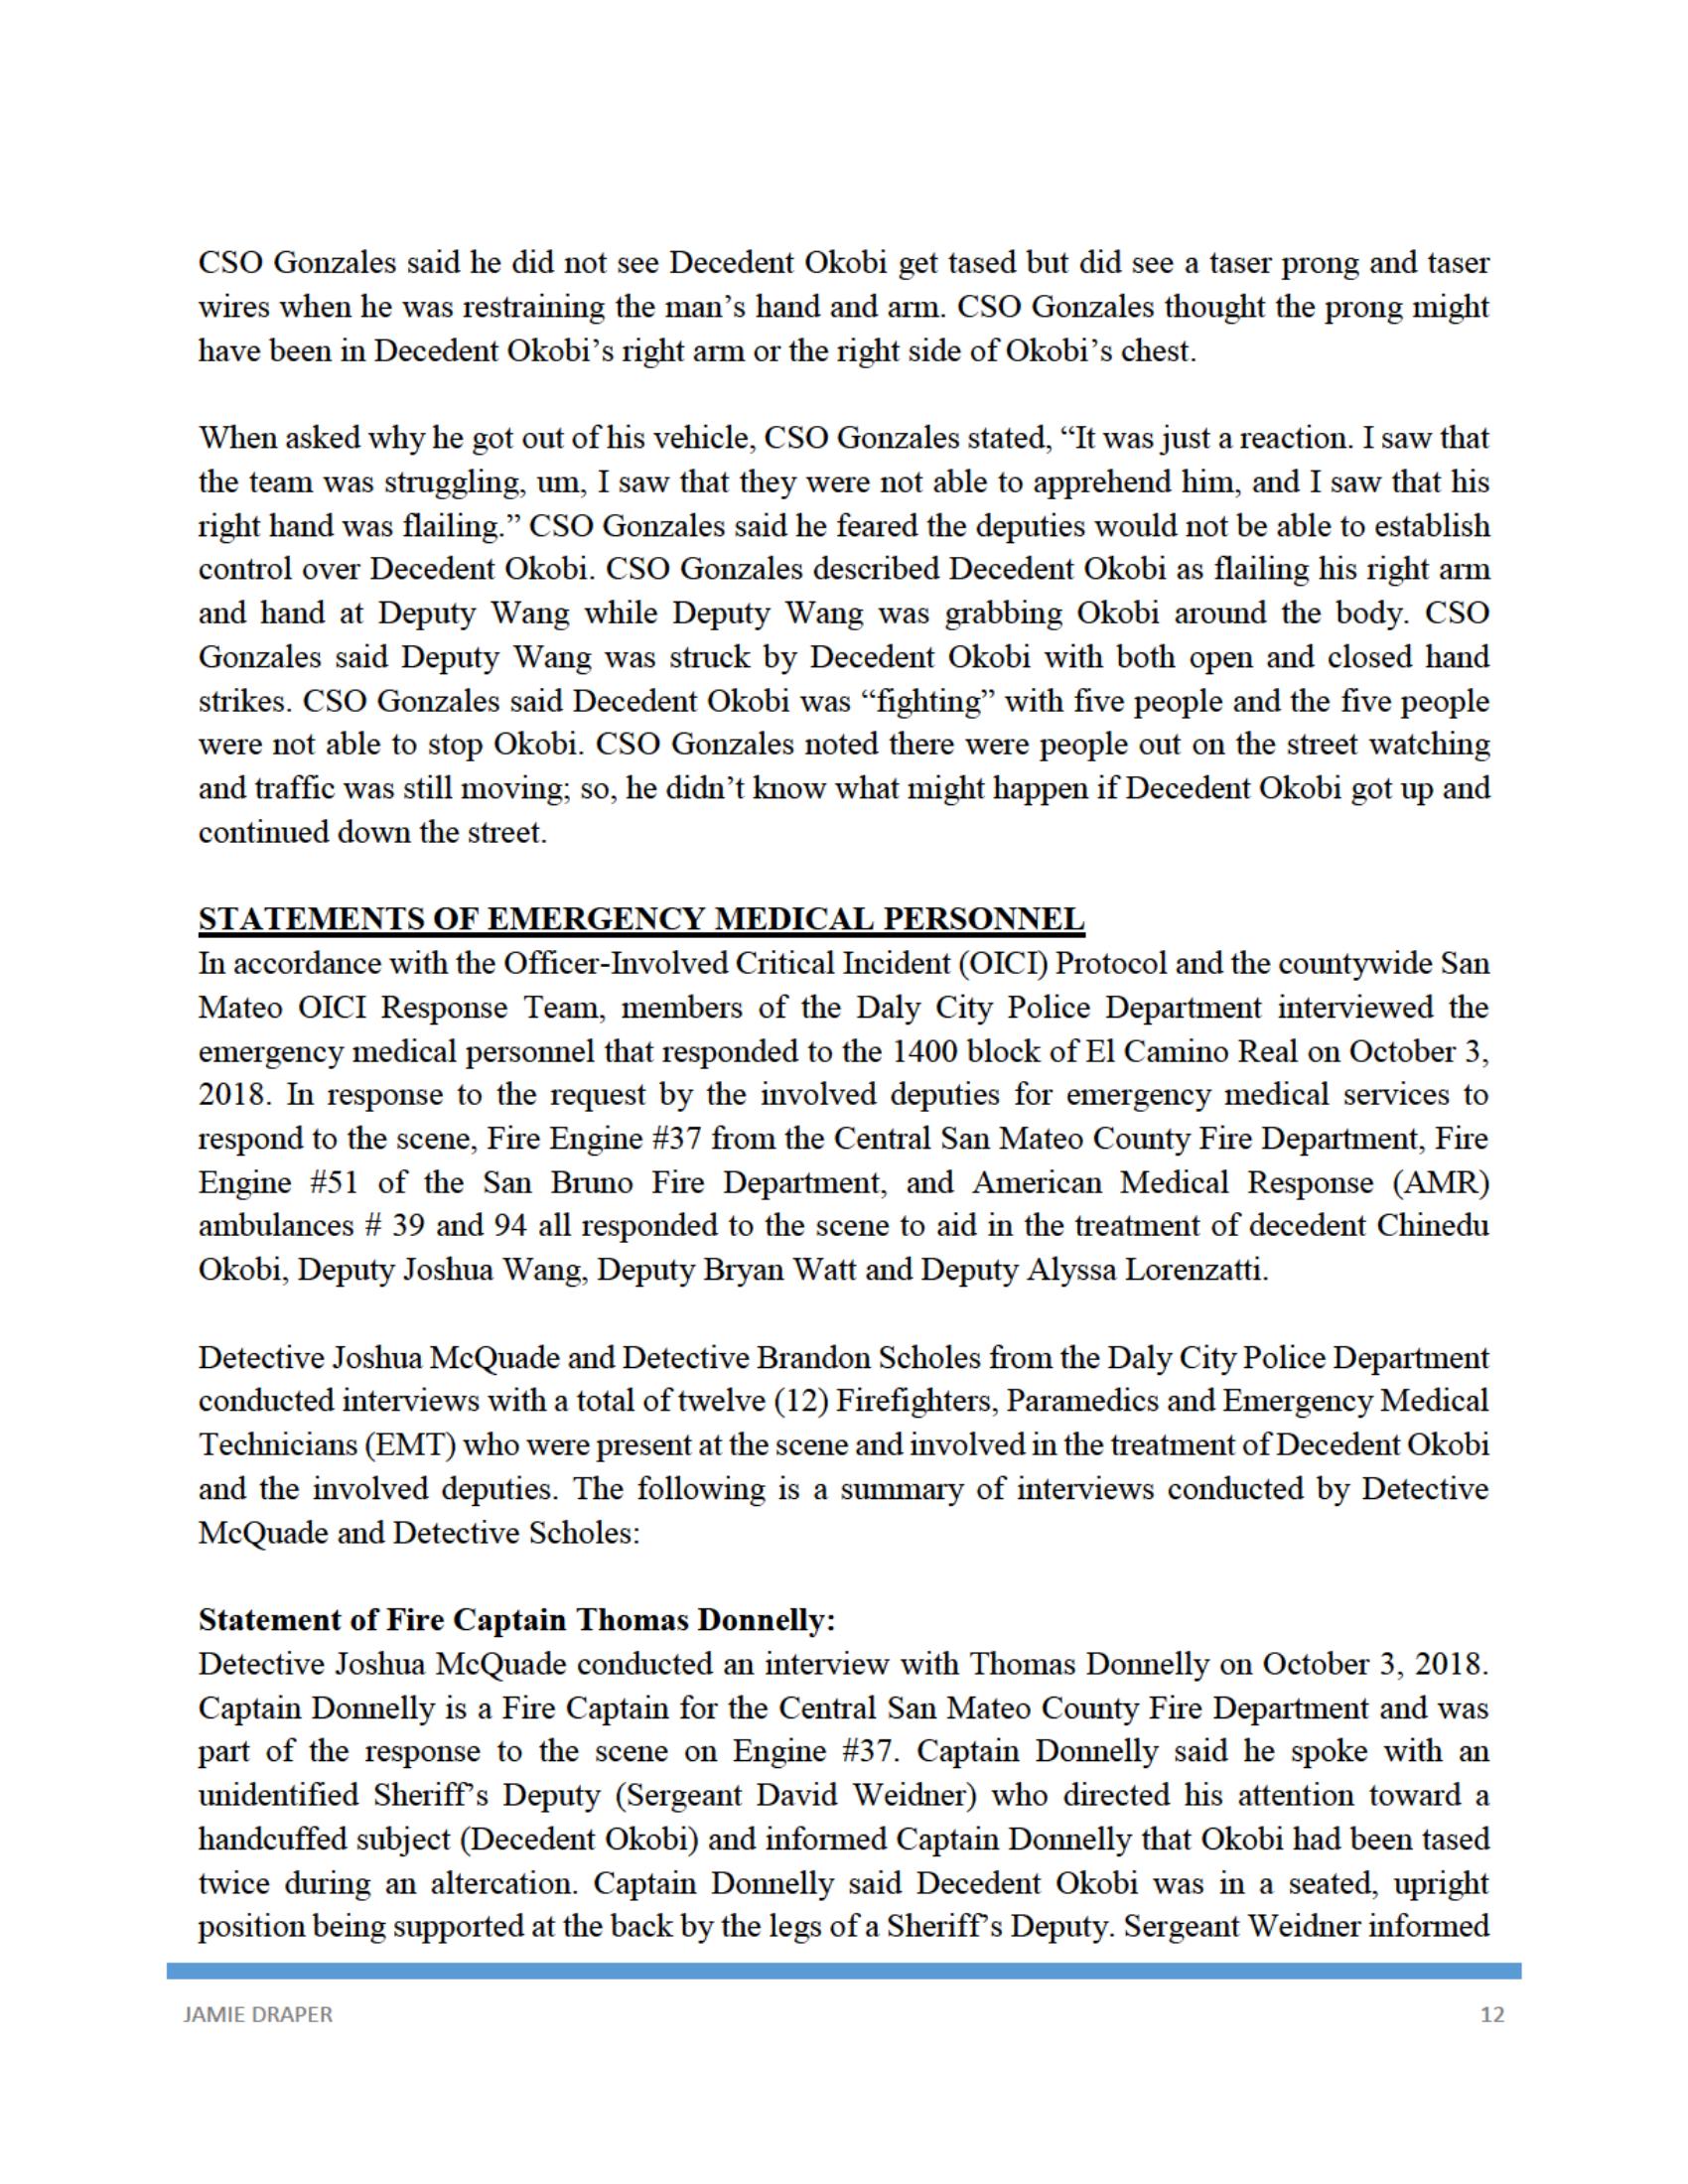 CSO Gonzales said he did not see Decedent Okobi get tased but did see a taser prong and taser
wires when he was restraining the man’s hand and arm. CSO Gonzales thought the prong might
have been in Decedent Okobi’s right arm or the right side of Okobi’s chest.
When asked why he got out of his vehicle, CSO Gonzales stated, “It was just a reaction. I saw that
the team was struggling, um, I saw that they were not able to apprehend him, and I saw that his
right hand was flailing.” CSO Gonzales said he feared the deputies would not be able to establish
control over Decedent Okobi. CSO Gonzales described Decedent Okobi as flailing his right arm
and hand at Deputy Wang while Deputy Wang was grabbing Okobi around the body. CSO
Gonzales said Deputy Wang was struck by Decedent Okobi with both open and closed hand
strikes. CSO Gonzales said Decedent Okobi was “fighting” with five people and the five people
were not able to stop Okobi. CSO Gonzales noted there were people out on the street watching
and traffic was still moving; so, he didn’t know what might happen if Decedent Okobi got up and
continued down the street.
STATEMENTS OF EMERGENCY MEDICAL PERSONNEL
In accordance with the Officer-Involved Critical Incident (OICI) Protocol and the countywide San
Mateo OICI Response Team, members of the Daly City Police Department interviewed the
emergency medical personnel that responded to the 1400 block of El Camino Real on October 3,
2018. In response to the request by the involved deputies for emergency medical services to
respond to the scene, Fire Engine #37 from the Central San Mateo County Fire Department, Fire
Engine #51 of the San Bruno Fire Department, and American Medical Response (AMR)
ambulances # 39 and 94 all responded to the scene to aid in the treatment of decedent Chinedu
Okobi, Deputy Joshua Wang, Deputy Bryan Watt and Deputy Alyssa Lorenzatti.
Detective Joshua McQuade and Detective Brandon Scholes from the Daly City Police Department
conducted interviews with a total of twelve (12) Firefighters, Paramedics and Emergency Medical
Technicians (EMT) who were present at the scene and involved in the treatment of Decedent Okobi
and the involved deputies. The following is a summary of interviews conducted by Detective
McQuade and Detective Scholes:
Statement of Fire Captain Thomas Donnelly:
Detective Joshua McQuade conducted an interview with Thomas Donnelly on October 3, 2018.
Captain Donnelly is a Fire Captain for the Central San Mateo County Fire Department and was
part of the response to the scene on Engine #37. Captain Donnelly said he spoke with an
unidentified Sheriff’s Deputy (Sergeant David Weidner) who directed his attention toward a
handcuffed subject (Decedent Okobi) and informed Captain Donnelly that Okobi had been tased
twice during an altercation. Captain Donnelly said Decedent Okobi was in a seated, upright
position being supported at the back by the legs of a Sheriff’s Deputy. Sergeant Weidner informed
JAMIE DRAPER 12